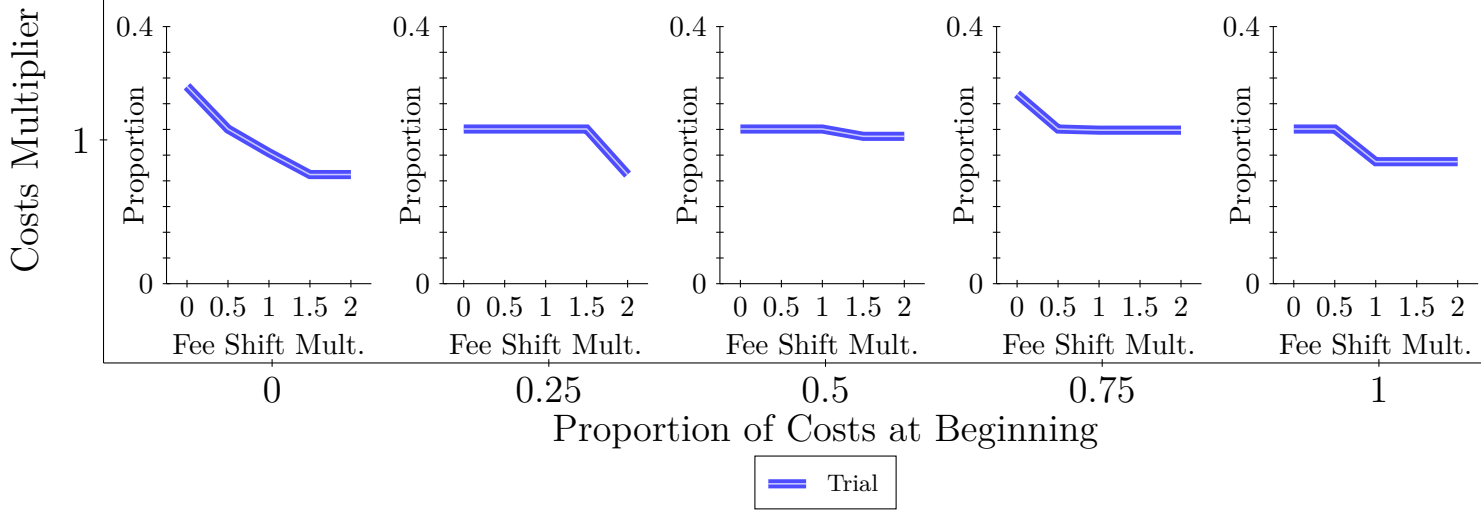 Costs Multiplier
1
0.4
Proportion
0
0 0.5 1 1.5 2
Fee Shift Mult.
0.4
Proportion
0
0 0.5 1 1.5 2
Fee Shift Mult.
0.4
Proportion
0
0 0.5 1 1.5 2
Fee Shift Mult.
0.4
Proportion
0
0 0.5 1 1.5 2
Fee Shift Mult.
0.4
Proportion
0
0 0.5 1 1.5 2
Fee Shift Mult.
0 0.25 0.5 0.75 1
Proportion of Costs at Beginning
Trial